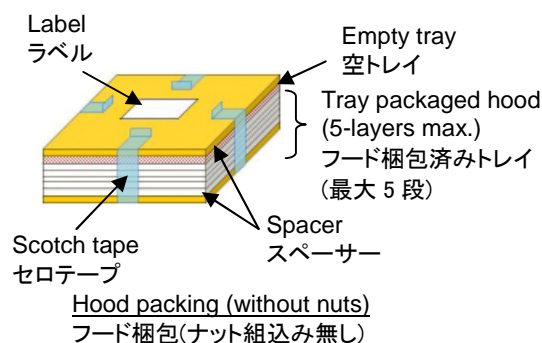 Label
ラベル
Empty tray
空トレイ
Tray packaged hood
(5-layers max.)
フード梱包済みトレイ
(最大 5 段)
Spacer
スペーサー
Scotch tape
セロテープ
Hood packing (without nuts)
フード梱包(ナット組込み無し)